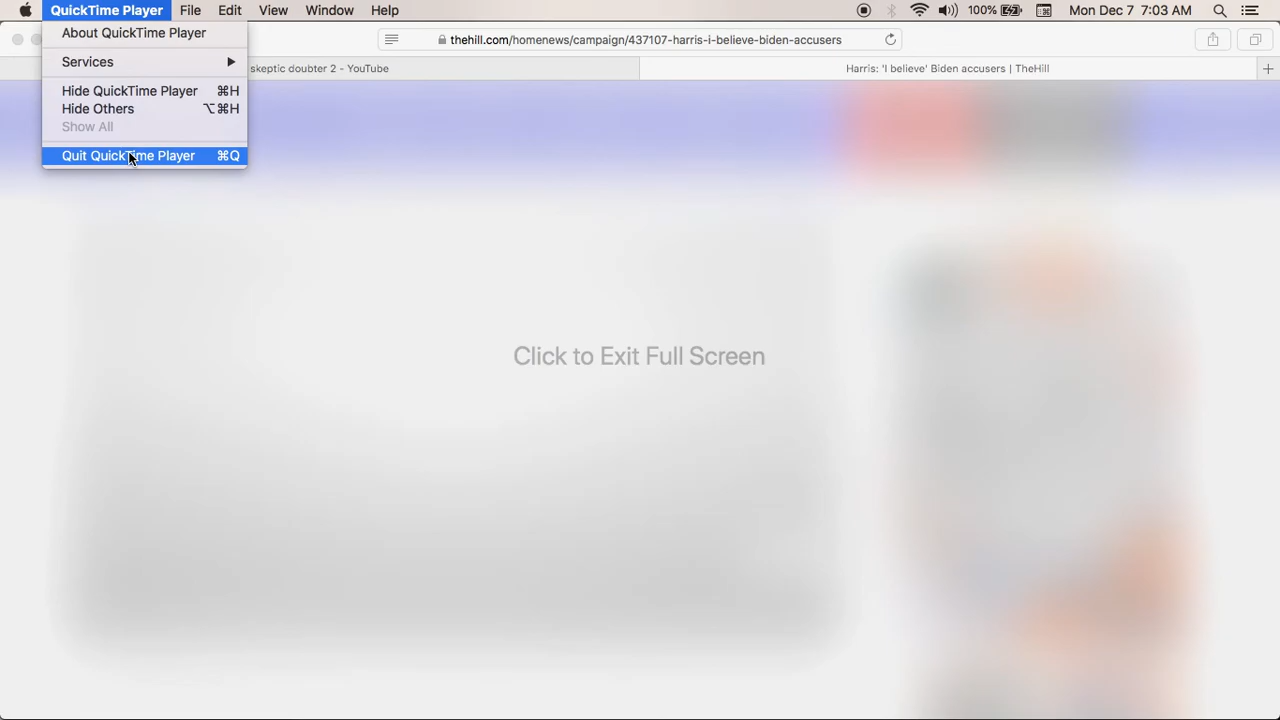 QuickTime Player File Edit View Window Help 100% Mon Dec 7 7:03 AM
About QuickTime Player
Services
Hide QuickTime Player ⌘H
Hide Others ⌥⌘H
Show All
Quit QuickTime Player ⌘Q
thehill.com/homenews/campaign/437107-harris-i-believe-biden-accusers
skeptic doubter 2 - YouTube
Harris: 'I believe' Biden accusers | TheHill
Click to Exit Full Screen